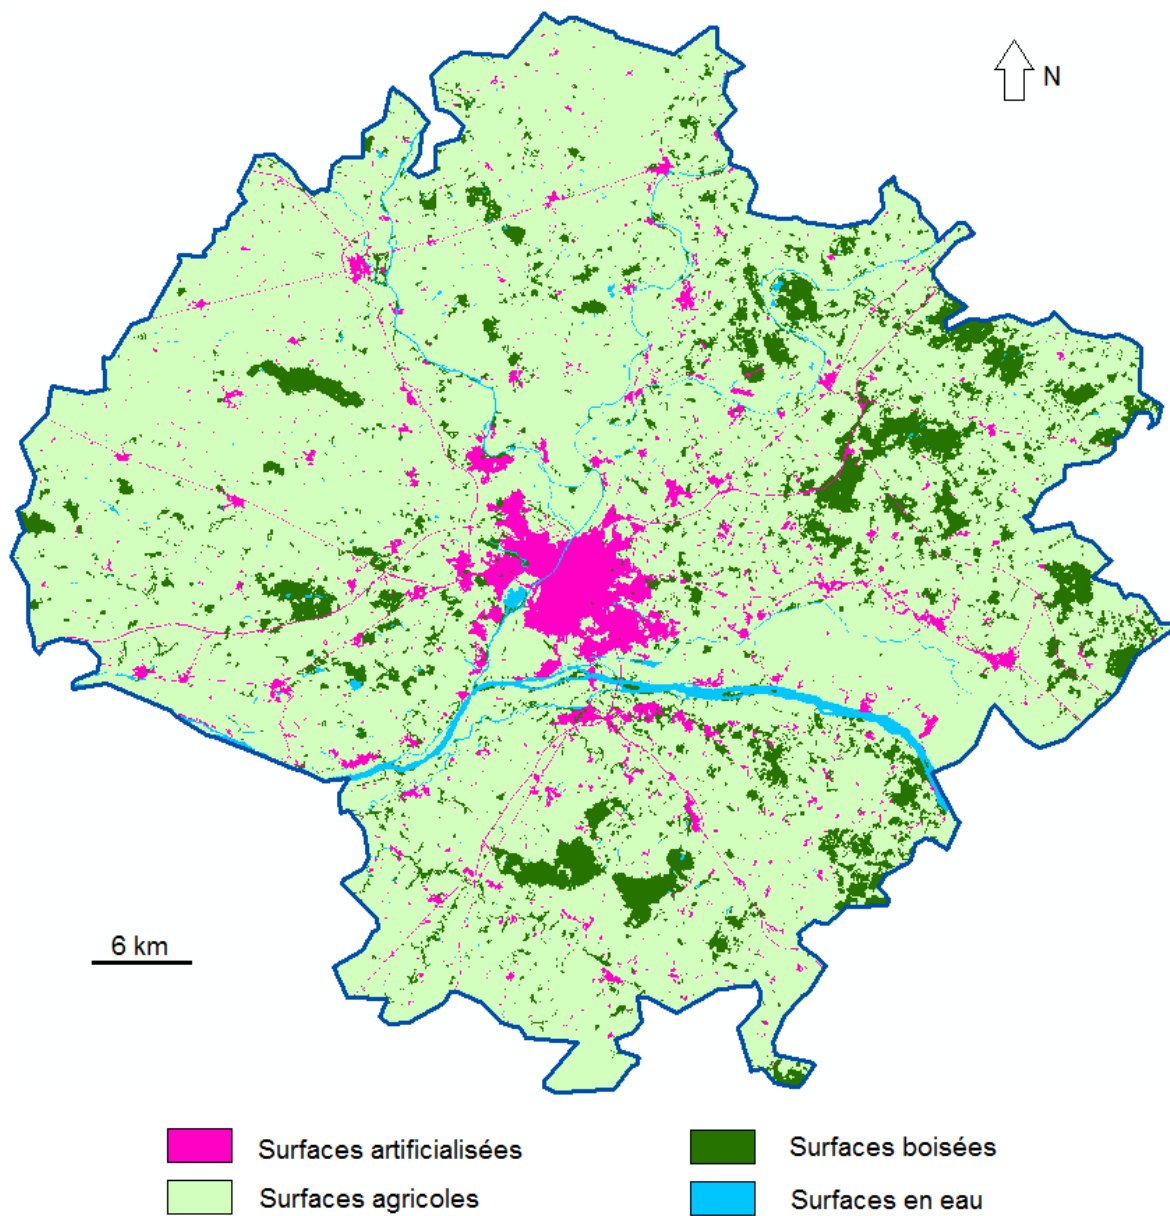 N
6 km
Surfaces artificialisées
Surfaces boisées
Surfaces agricoles
Surfaces en eau